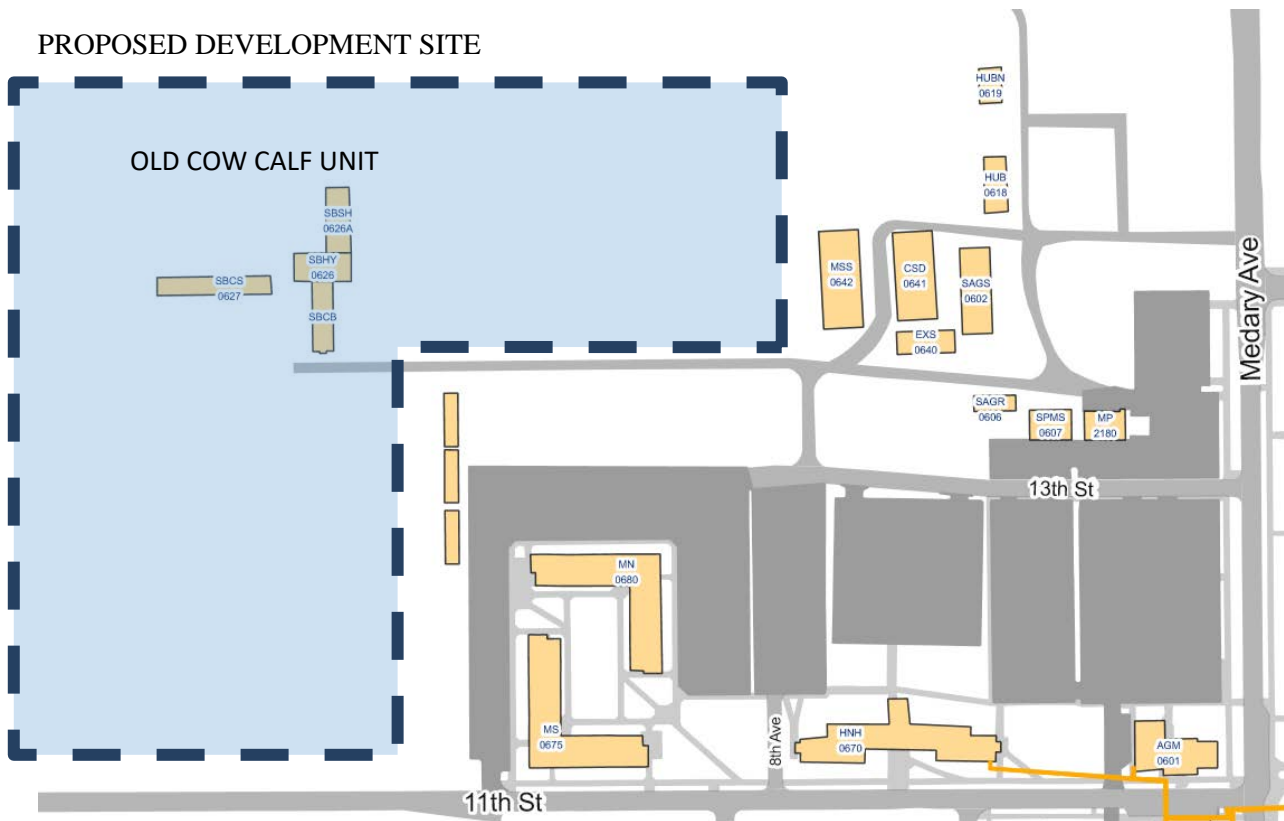 PROPOSED DEVELOPMENT SITE
OLD COW CALF UNIT
HUBN
0619
HUB
0618
SBSH
0626A
SBHY
0626
SBCS
0627
SBCB
MSS
0642
CSD
0641
SAGS
0602
EXS
0640
Medary Ave
SAGR
0606
SPMS
0607
MP
2180
13th St
MN
0680
MS
0675
8th Ave
HNH
0670
AGM
0601
11th St